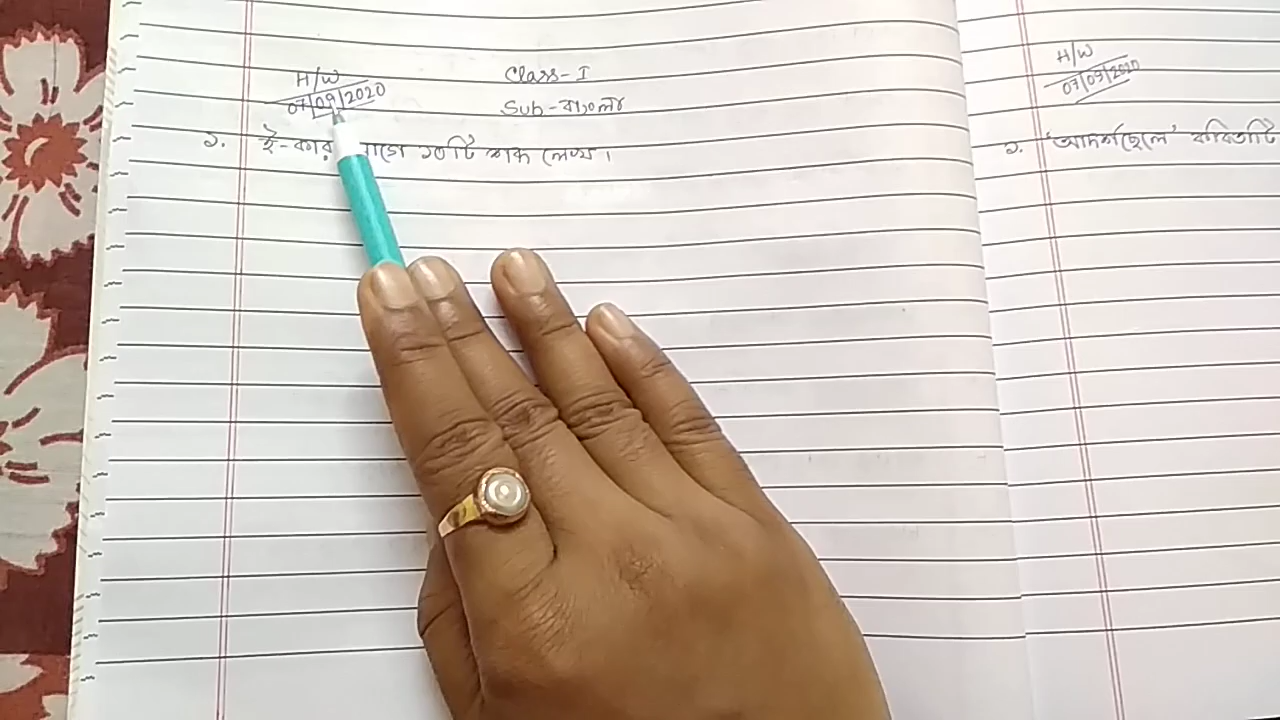 H/W
07/09/2020
Class-I
Sub-বাংলা
১. ই-কার যোগে ১০টি শব্দ লেখ।
H/W
07/09/2020
১. 'আদর্শছেলে' কবিতাটি